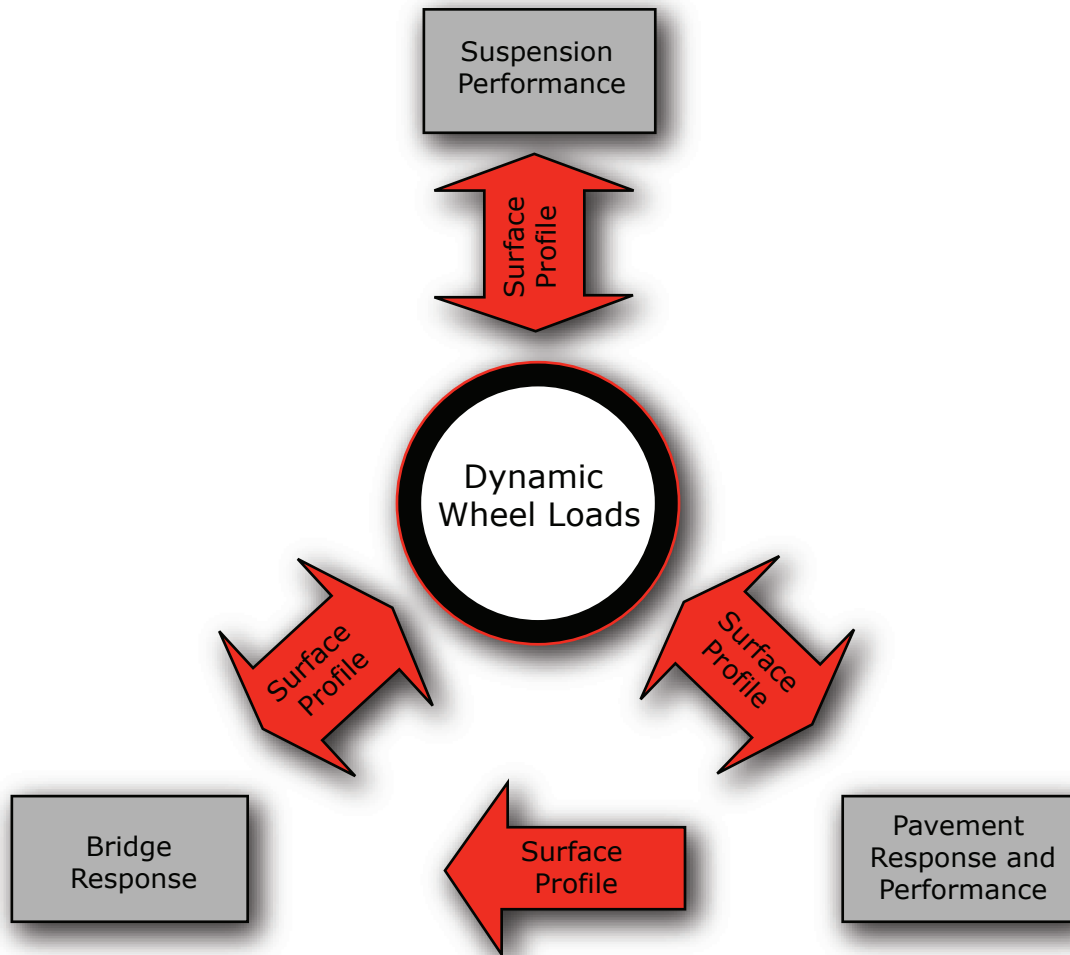 Suspension
Performance
Surface
Profile
Dynamic
Wheel Loads
Surface
Profile
Surface
Profile
Bridge
Response
Surface
Profile
Pavement
Response and
Performance